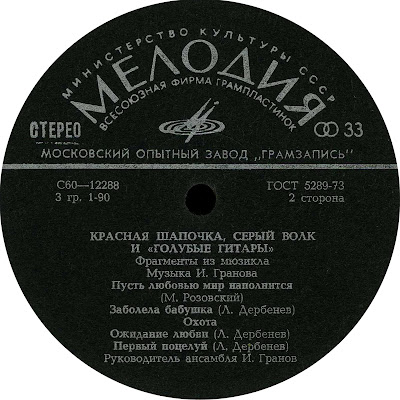 МИНИСТЕРСТВО КУЛЬТУРЫ СССР
МЕЛОДИЯ
ВСЕСОЮЗНАЯ ФИРМА ГРАМПЛАСТИНОК
СТЕРЕО
33
МОСКОВСКИЙ ОПЫТНЫЙ ЗАВОД „ГРАМЗАПИСЬ"
С60—12288
ГОСТ 5289-73
3 гр. 1-90
2 сторона
КРАСНАЯ ШАПОЧКА, СЕРЫЙ ВОЛК
И «ГОЛУБЫЕ ГИТАРЫ»
Фрагменты из мюзикла
Музыка И. Гранова
Пусть любовью мир наполнится
(М. Розовский)
Заболела бабушка (Л. Дербенев)
Охота
Ожидание любви (Л. Дербенев)
Первый поцелуй (Л. Дербенев)
Руководитель ансамбля И. Гранов